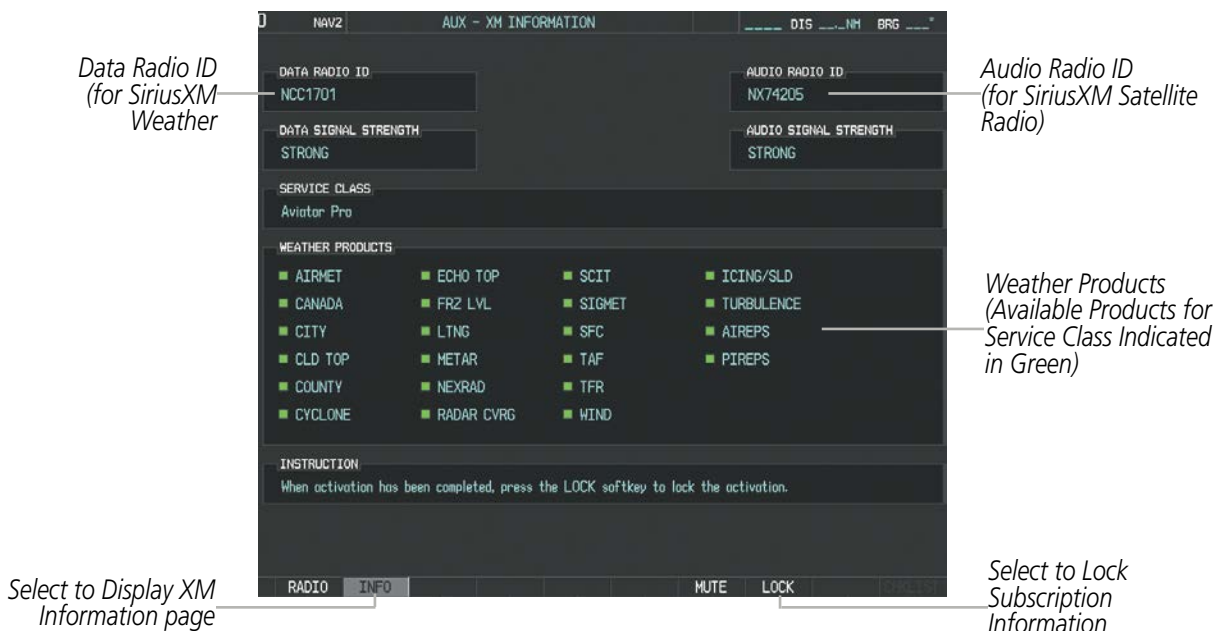 NAV2 AUX - XM INFORMATION ____ DIS __._NM BRG ___°
Data Radio ID
(for SiriusXM
Weather
DATA RADIO ID
NCC1701
AUDIO RADIO ID
NX74205
Audio Radio ID
(for SiriusXM Satellite
Radio)
DATA SIGNAL STRENGTH
STRONG
AUDIO SIGNAL STRENGTH
STRONG
SERVICE CLASS
Aviator Pro
WEATHER PRODUCTS
AIRMET ECHO TOP SCIT ICING/SLD
CANADA FRZ LVL SIGMET TURBULENCE
CITY LTNG SFC AIREPS
CLD TOP METAR TAF PIREPS
COUNTY NEXRAD TFR
CYCLONE RADAR CVRG WIND
Weather Products
(Available Products for
Service Class Indicated
in Green)
INSTRUCTION
When activation has been completed, press the LOCK softkey to lock the activation.
RADIO INFO MUTE LOCK CHKLIST
Select to Display XM
Information page
Select to Lock
Subscription
Information